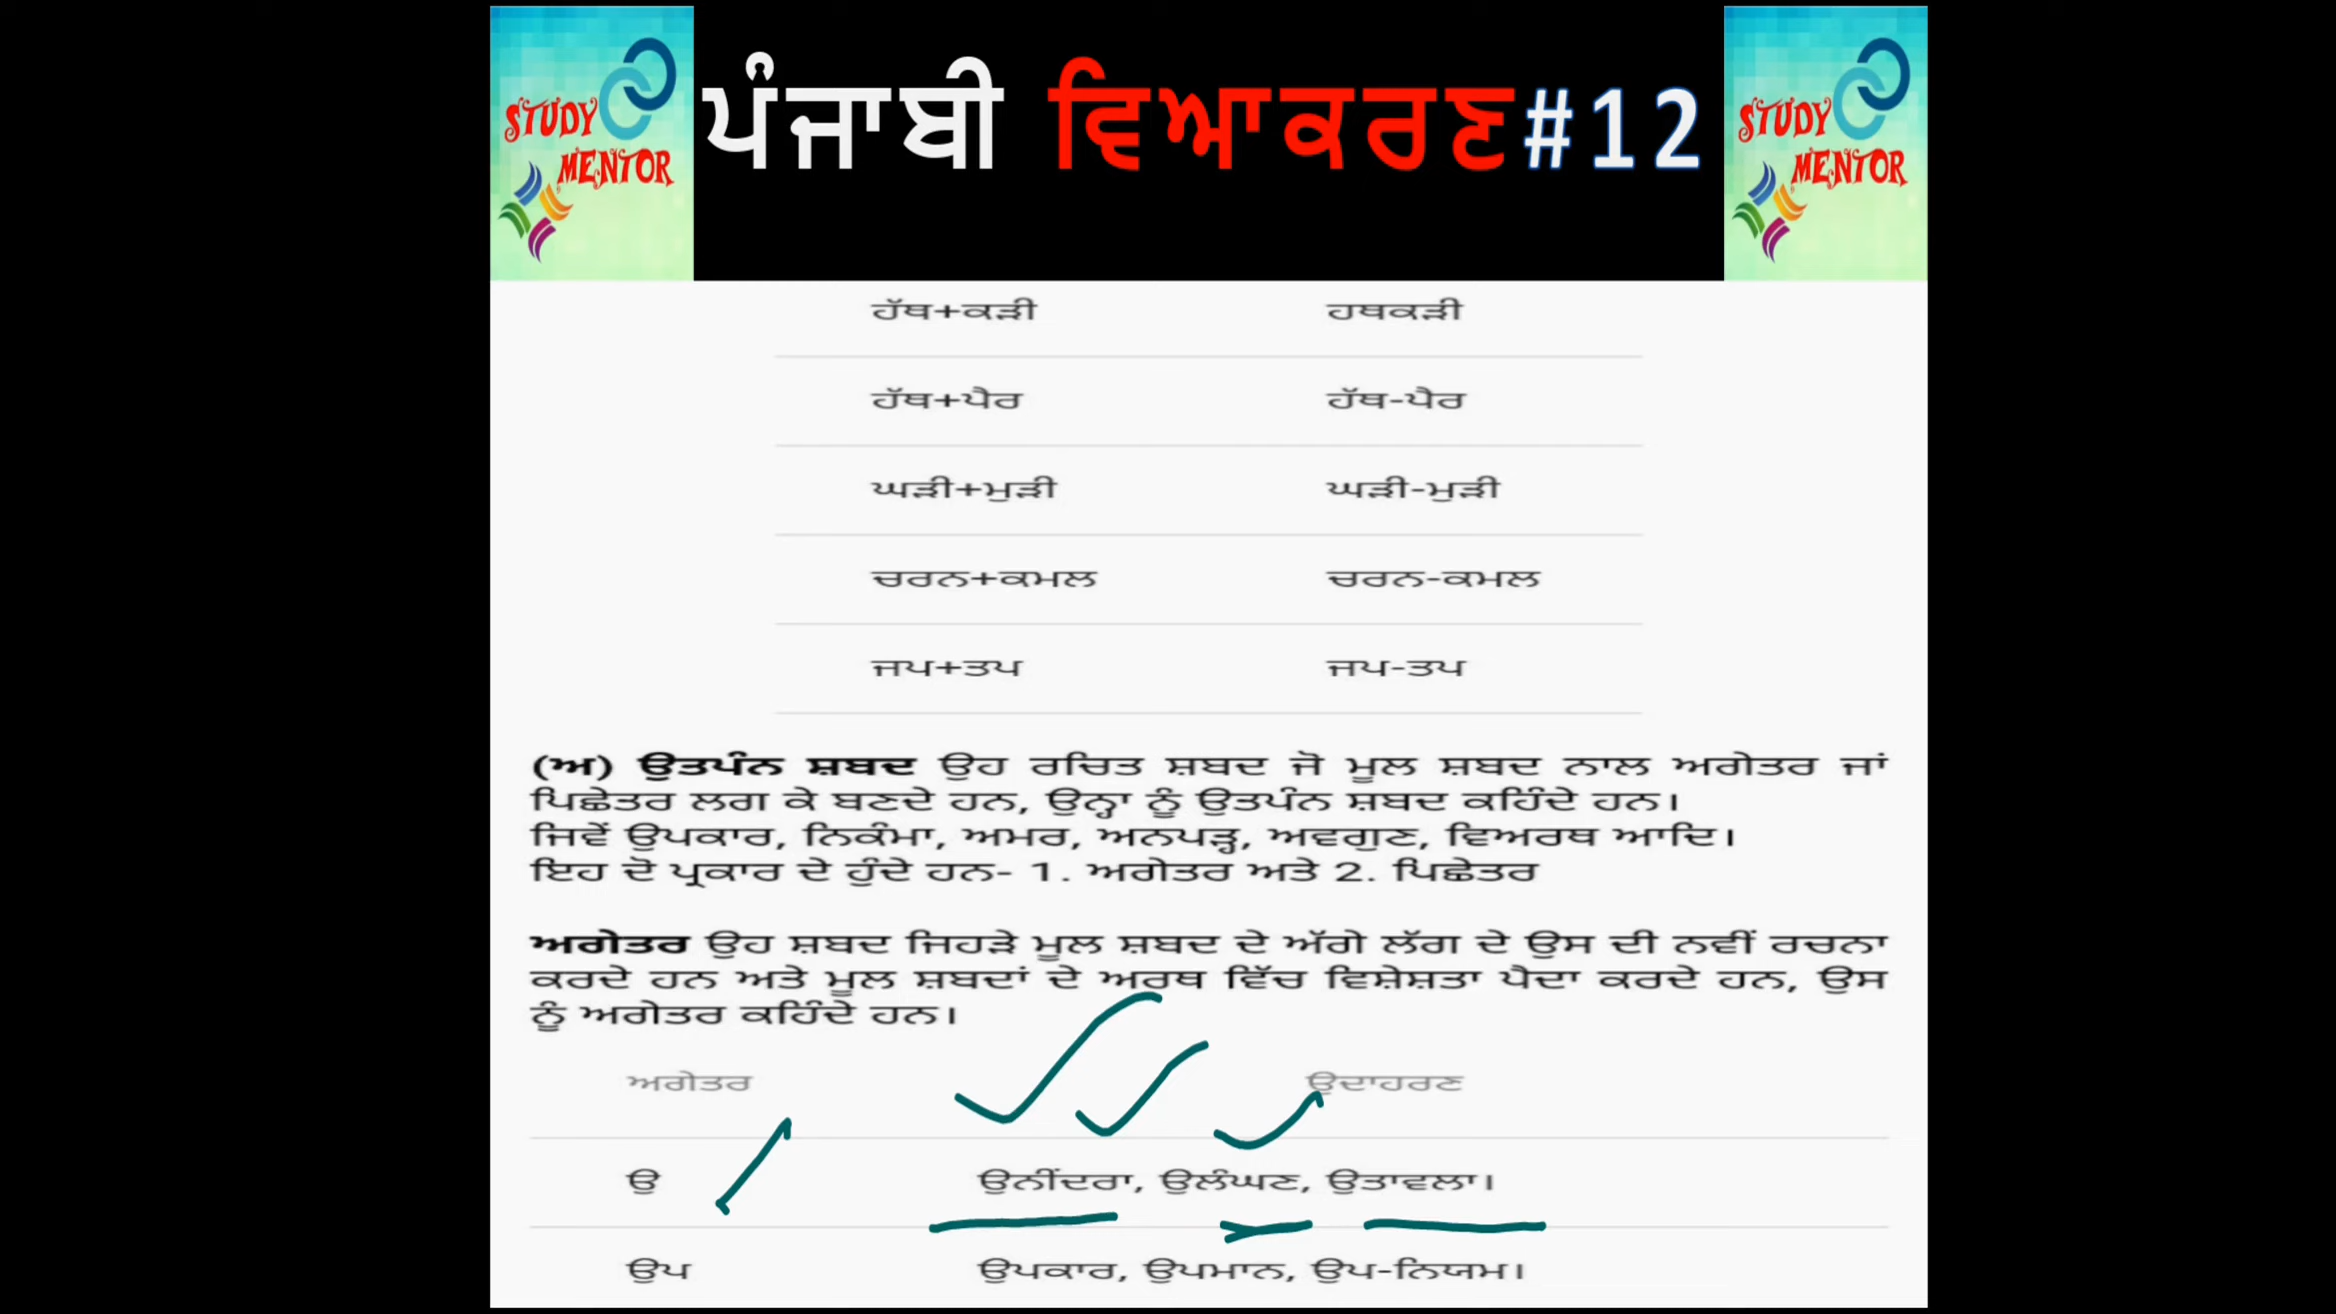 STUDY MENTOR
ਪੰਜਾਬੀ ਵਿਆਕਰਣ#12
STUDY MENTOR
ਹੱਥ+ਕੜੀ ਹਥਕੜੀ
ਹੱਥ+ਪੈਰ ਹੱਥ-ਪੈਰ
ਘੜੀ+ਮੁੜੀ ਘੜੀ-ਮੁੜੀ
ਚਰਨ+ਕਮਲ ਚਰਨ-ਕਮਲ
ਜਪ+ਤਪ ਜਪ-ਤਪ
(ਅ) ਉਤਪੰਨ ਸ਼ਬਦ ਉਹ ਰਚਿਤ ਸ਼ਬਦ ਜੋ ਮੂਲ ਸ਼ਬਦ ਨਾਲ ਅਗੇਤਰ ਜਾਂ
ਪਿਛੇਤਰ ਲਗ ਕੇ ਬਣਦੇ ਹਨ, ਉਨ੍ਹਾ ਨੂੰ ਉਤਪੰਨ ਸ਼ਬਦ ਕਹਿੰਦੇ ਹਨ।
ਜਿਵੇਂ ਉਪਕਾਰ, ਨਿਕੰਮਾ, ਅਮਰ, ਅਨਪੜ੍ਹ, ਅਵਗੁਣ, ਵਿਅਰਥ ਆਦਿ।
ਇਹ ਦੋ ਪ੍ਰਕਾਰ ਦੇ ਹੁੰਦੇ ਹਨ- 1. ਅਗੇਤਰ ਅਤੇ 2. ਪਿਛੇਤਰ
ਅਗੇਤਰ ਉਹ ਸ਼ਬਦ ਜਿਹੜੇ ਮੂਲ ਸ਼ਬਦ ਦੇ ਅੱਗੇ ਲੱਗ ਦੇ ਉਸ ਦੀ ਨਵੀਂ ਰਚਨਾ
ਕਰਦੇ ਹਨ ਅਤੇ ਮੂਲ ਸ਼ਬਦਾਂ ਦੇ ਅਰਥ ਵਿੱਚ ਵਿਸ਼ੇਸ਼ਤਾ ਪੈਦਾ ਕਰਦੇ ਹਨ, ਉਸ
ਨੂੰ ਅਗੇਤਰ ਕਹਿੰਦੇ ਹਨ।
ਅਗੇਤਰ ਉਦਾਹਰਣ
ਉ ਉਨੀਂਦਰਾ, ਉਲੰਘਣ, ਉਤਾਵਲਾ।
ਉਪ ਉਪਕਾਰ, ਉਪਮਾਨ, ਉਪ-ਨਿਯਮ।